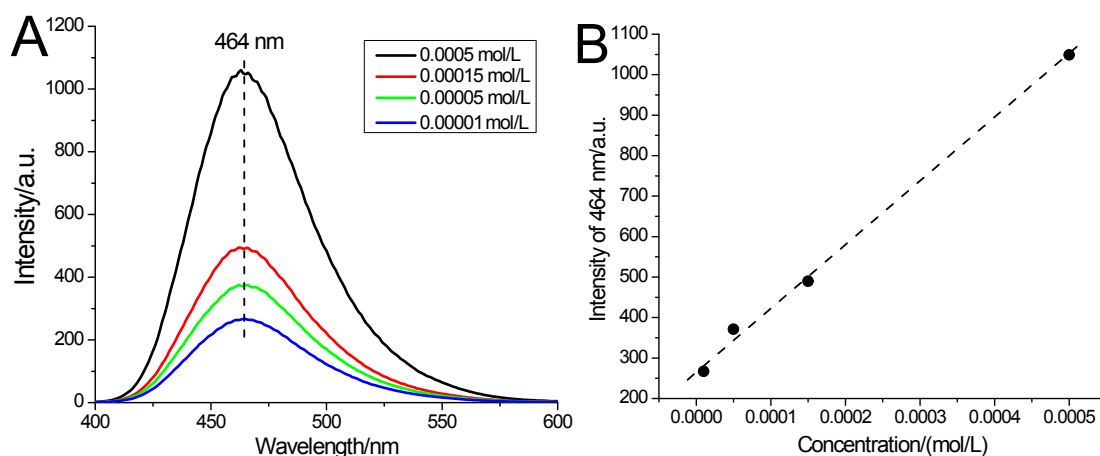 A
464 nm
0.0005 mol/L
0.00015 mol/L
0.00005 mol/L
0.00001 mol/L
1200
1000
800
600
400
200
0
Intensity/a.u.
400
450
500
550
600
Wavelength/nm
B
1100
1000
900
800
700
600
500
400
300
200
Intensity of 464 nm/a.u.
0.0000
0.0001
0.0002
0.0003
0.0004
0.0005
Concentration/(mol/L)